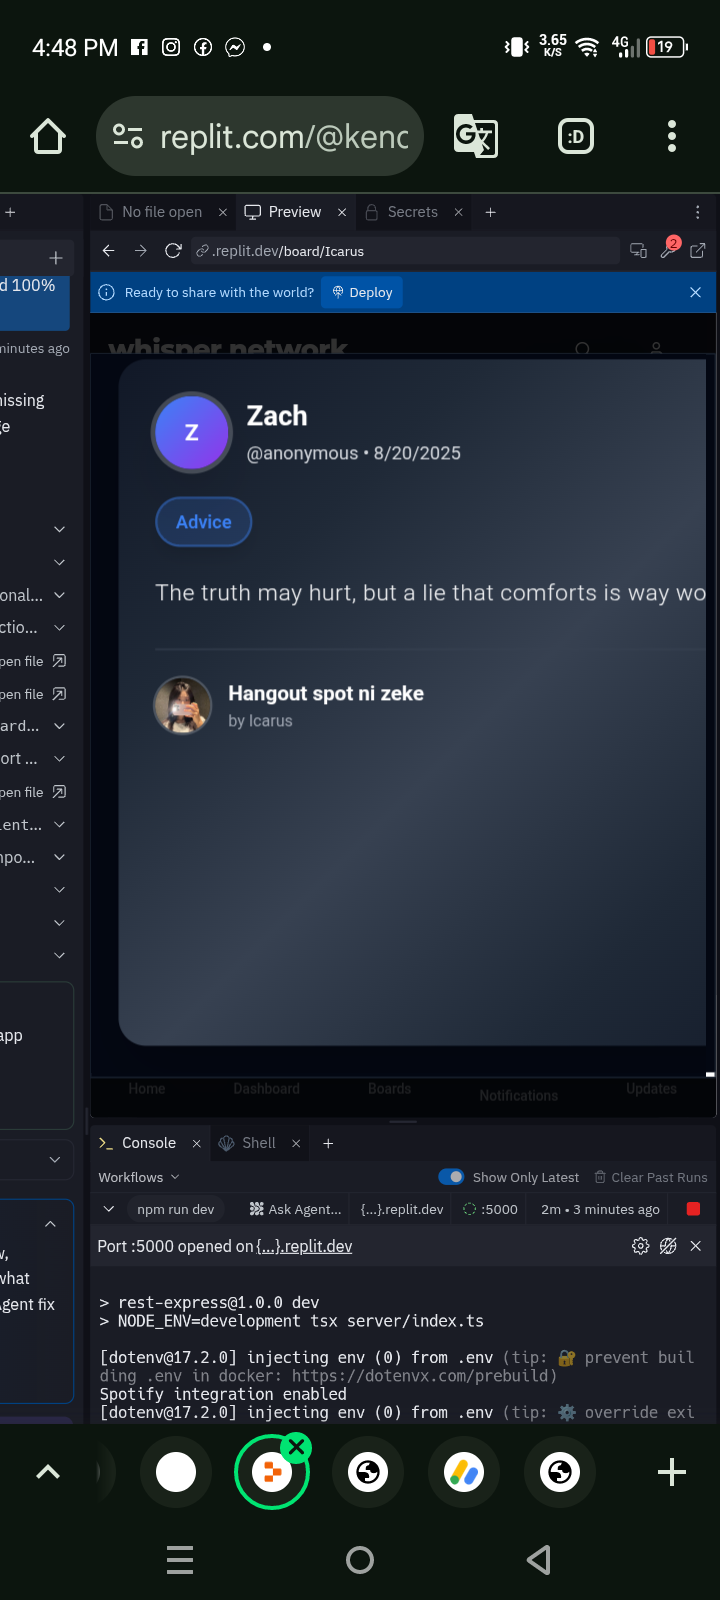 4:48 PM
3.65 K/S
4G
19
replit.com/@kenc
:D
No file open
Preview
Secrets
.replit.dev/board/Icarus
2
Ready to share with the world?
Deploy
d 100%
minutes ago
whisper network
Z
Zach
@anonymous • 8/20/2025
Advice
The truth may hurt, but a lie that comforts is way wo
Hangout spot ni zeke
by Icarus
nissing
ge
onal...
ctio...
pen file
pen file
ard...
ort ...
pen file
lent...
npo...
app
w,
what
Agent fix
Home
Dashboard
Boards
Notifications
Updates
Console
Shell
Workflows
Show Only Latest
Clear Past Runs
npm run dev
Ask Agent...
{...}.replit.dev
:5000
2m • 3 minutes ago
Port :5000 opened on {...}.replit.dev
> rest-express@1.0.0 dev
> NODE_ENV=development tsx server/index.ts
[dotenv@17.2.0] injecting env (0) from .env (tip: 🔐 prevent buil
ding .env in docker: https://dotenvx.com/prebuild)
Spotify integration enabled
[dotenv@17.2.0] injecting env (0) from .env (tip: ⚙️ override exi